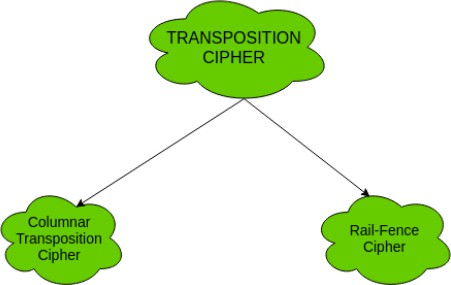 TRANSPOSITION
CIPHER
Columnar
Transposition
Cipher
Rail-Fence
Cipher